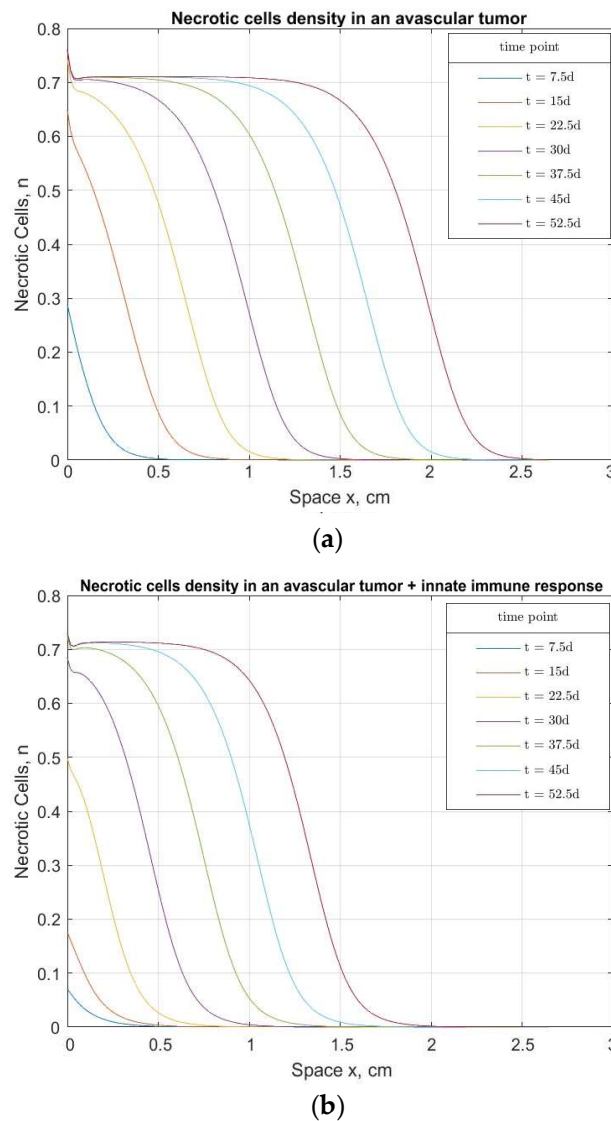 Necrotic cells density in an avascular tumor
0.8
0.7
0.6
0.5
0.4
0.3
0.2
0.1
0
Necrotic Cells, n
time point
t = 7.5d
t = 15d
t = 22.5d
t = 30d
t = 37.5d
t = 45d
t = 52.5d
0 0.5 1 1.5 2 2.5 3
Space x, cm
(a)
Necrotic cells density in an avascular tumor + innate immune response
0.8
0.7
0.6
0.5
0.4
0.3
0.2
0.1
0
Necrotic Cells, n
time point
t = 7.5d
t = 15d
t = 22.5d
t = 30d
t = 37.5d
t = 45d
t = 52.5d
0 0.5 1 1.5 2 2.5 3
Space x, cm
(b)